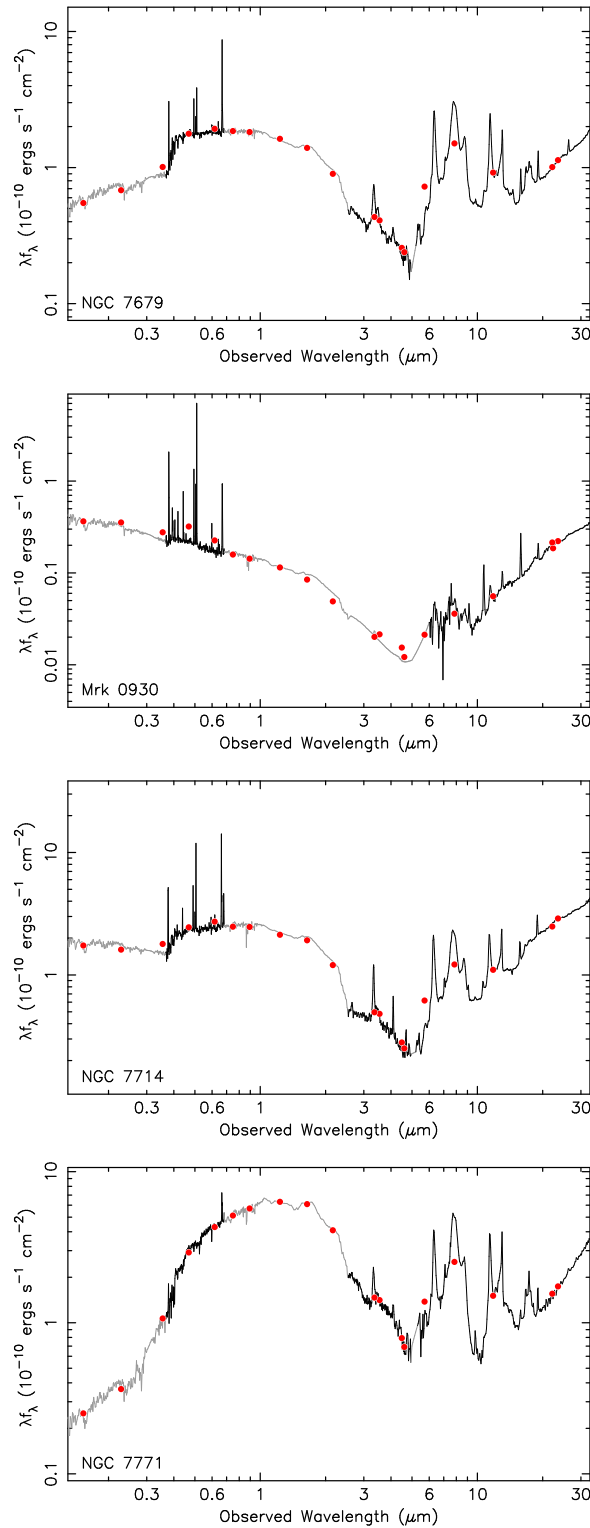 10
1
0.1
λfλ (10⁻¹⁰ ergs s⁻¹ cm⁻²)
NGC 7679
0.3 0.6 1 3 6 10 30
Observed Wavelength (μm)
1
0.1
0.01
λfλ (10⁻¹⁰ ergs s⁻¹ cm⁻²)
Mrk 0930
0.3 0.6 1 3 6 10 30
Observed Wavelength (μm)
10
1
λfλ (10⁻¹⁰ ergs s⁻¹ cm⁻²)
NGC 7714
0.3 0.6 1 3 6 10 30
Observed Wavelength (μm)
10
1
0.1
λfλ (10⁻¹⁰ ergs s⁻¹ cm⁻²)
NGC 7771
0.3 0.6 1 3 6 10 30
Observed Wavelength (μm)